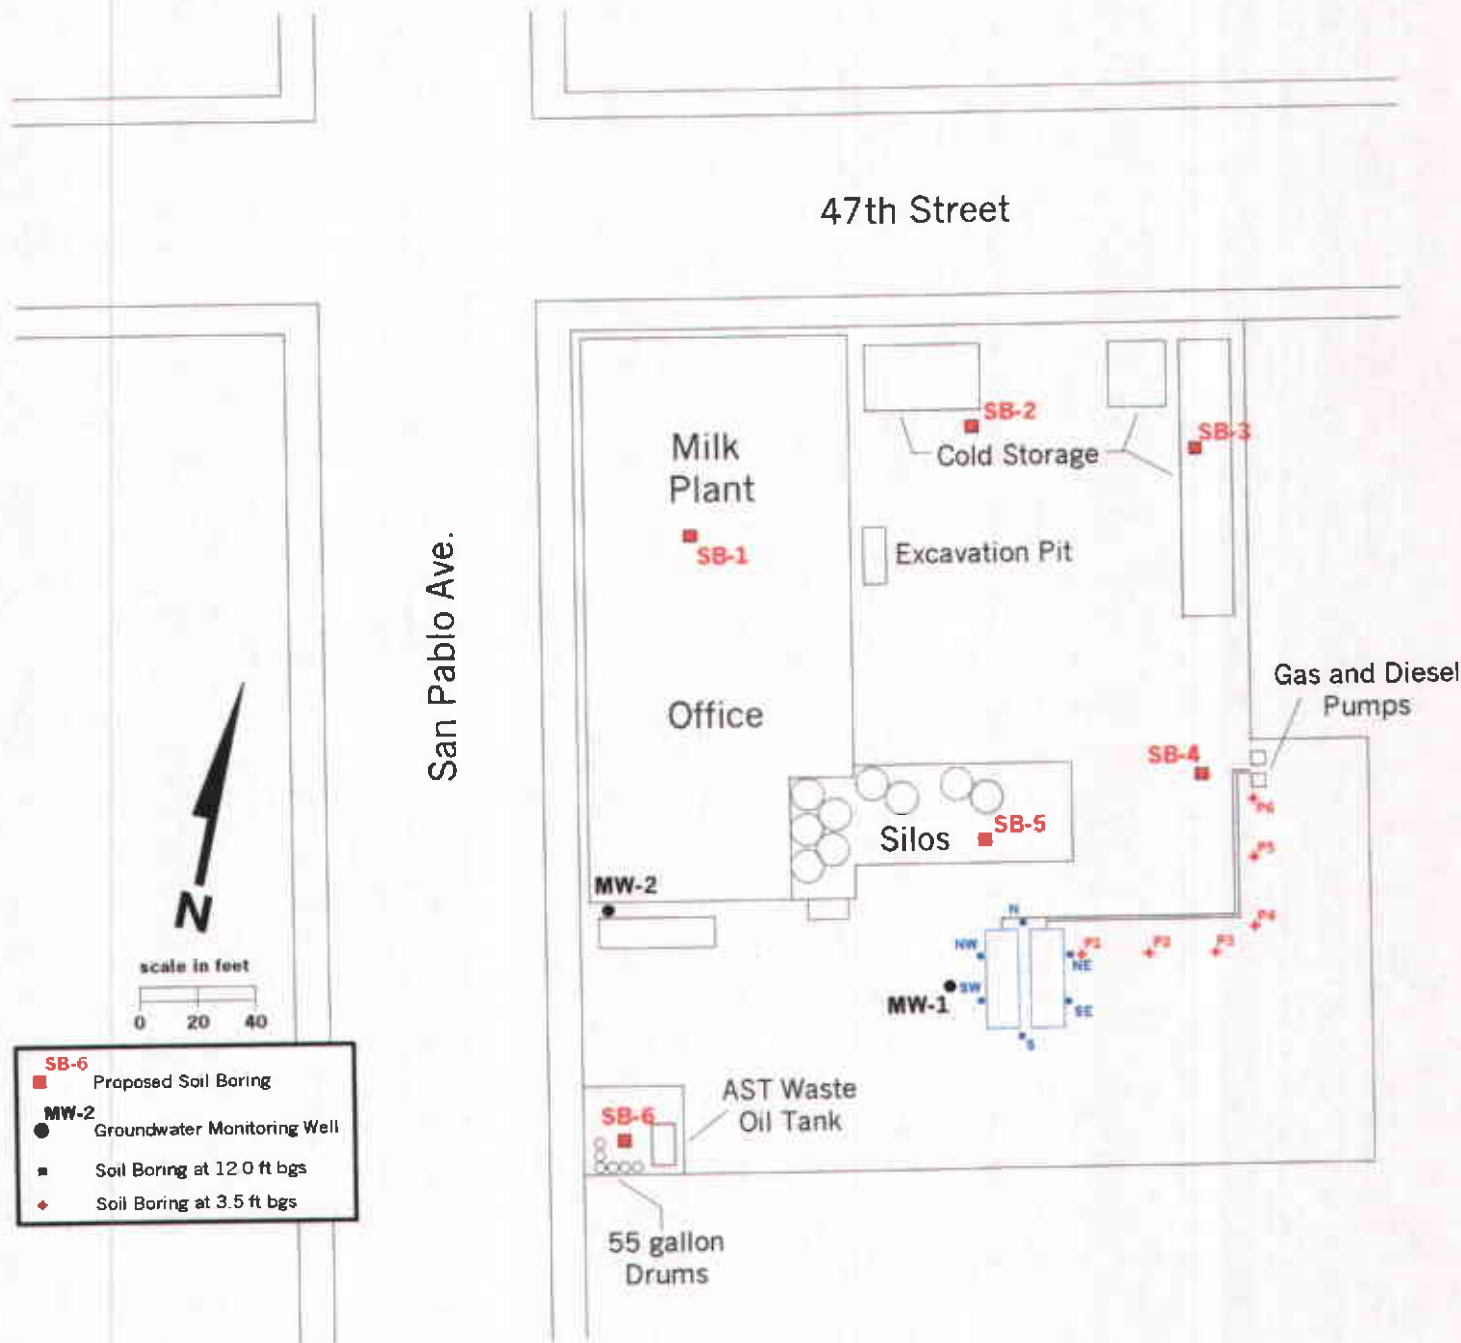 47th Street
San Pablo Ave.
Milk
Plant
SB-1
Office
SB-2
Cold Storage
SB-3
Excavation Pit
Gas and Diesel
Pumps
SB-4
P6
SB-5
Silos
P5
MW-2
N
P4
NW
P1
P2
P3
NE
SW
MW-1
SE
S
N
scale in feet
0 20 40
SB-6
Proposed Soil Boring
MW-2
Groundwater Monitoring Well
Soil Boring at 12 0 ft bgs
Soil Boring at 3.5 ft bgs
AST Waste
Oil Tank
SB-6
55 gallon
Drums